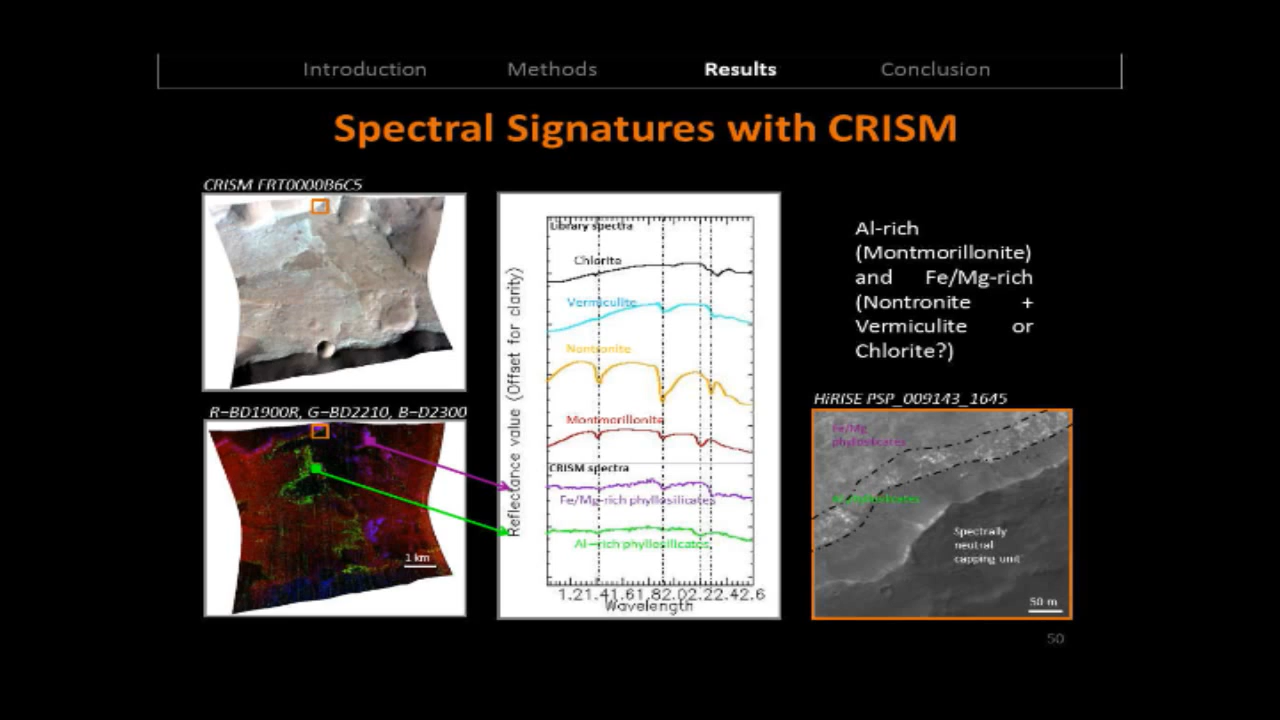 Introduction Methods Results Conclusion
Spectral Signatures with CRISM
CRISM FRT0000B6C5
R-BD1900R, G-BD2210, B-D2300
1 km
Reflectance value (Offset for clarity)
Library spectra
Chlorite
Vermiculite
Nontronite
Montmorillonite
CRISM spectra
Fe/Mg-rich phyllosilicates
Al-rich phyllosilicates
1.2 1.4 1.6 1.8 2.0 2.2 2.4 2.6
Wavelength
Al-rich
(Montmorillonite)
and Fe/Mg-rich
(Nontronite +
Vermiculite or
Chlorite?)
HiRISE PSP_009143_1645
Fe/Mg
phyllosilicates
Al-phyllosilicates
Spectrally
neutral
capping unit
50 m
50